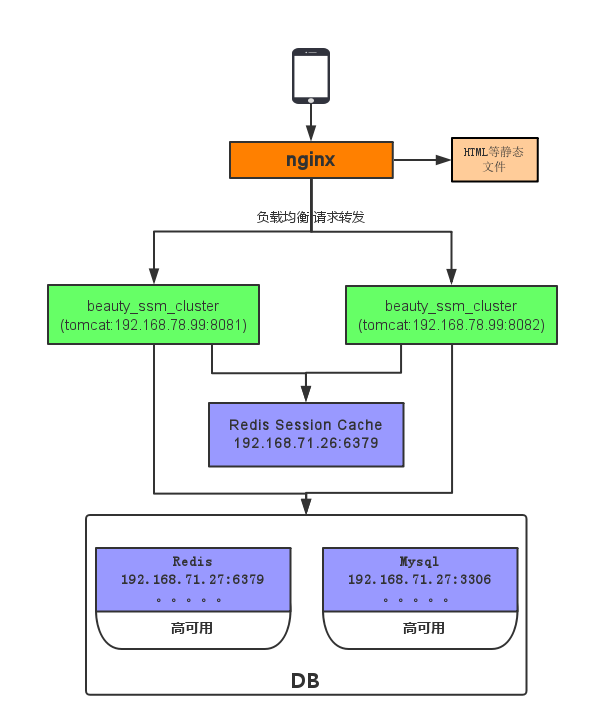 nginx
HTML等静态
文件
负载均衡 请求转发
beauty_ssm_cluster
(tomcat:192.168.78.99:8081)
beauty_ssm_cluster
(tomcat:192.168.78.99:8082)
Redis Session Cache
192.168.71.26:6379
Redis
192.168.71.27:6379
。。。。。
高可用
Mysql
192.168.71.27:3306
。。。。。
高可用
DB